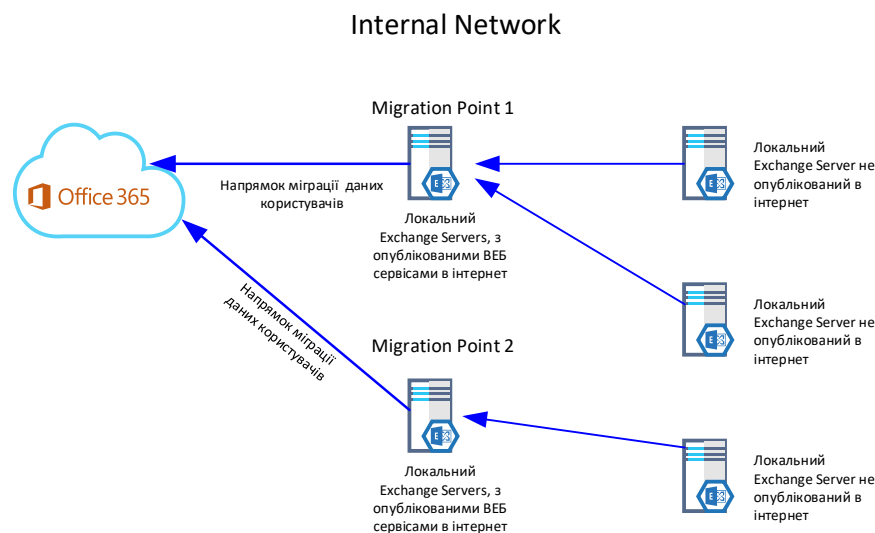 Internal Network
Migration Point 1
Office 365
Напрямок міграції даних
користувачів
Локальний
Exchange Servers, з
опублікованими ВЕБ
сервісами в інтернет
Локальний
Exchange Server не
опублікований в
інтернет
Напрямок міграції
даних користувачів
Локальний
Exchange Server не
опублікований в
інтернет
Migration Point 2
Локальний
Exchange Servers, з
опублікованими ВЕБ
сервісами в інтернет
Локальний
Exchange Server не
опублікований в
інтернет